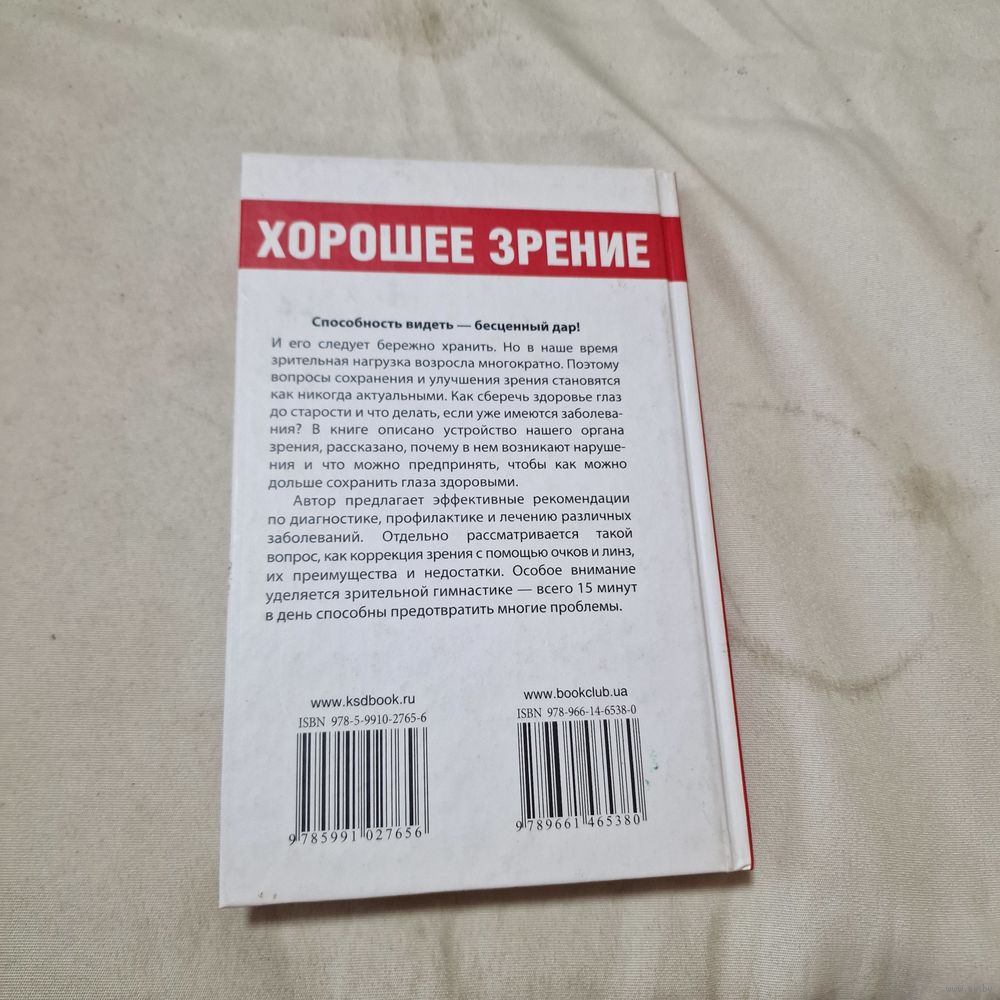 ХОРОШЕЕ ЗРЕНИЕ
Способность видеть — бесценный дар!
И его следует бережно хранить. Но в наше время
зрительная нагрузка возросла многократно. Поэтому
вопросы сохранения и улучшения зрения становятся
как никогда актуальными. Как сберечь здоровье глаз
до старости и что делать, если уже имеются заболева-
ния? В книге описано устройство нашего органа
зрения, рассказано, почему в нем возникают наруше-
ния и что можно предпринять, чтобы как можно
дольше сохранить глаза здоровыми.
Автор предлагает эффективные рекомендации
по диагностике, профилактике и лечению различных
заболеваний. Отдельно рассматривается такой
вопрос, как коррекция зрения с помощью очков и линз,
их преимущества и недостатки. Особое внимание
уделяется зрительной гимнастике — всего 15 минут
в день способны предотвратить многие проблемы.
www.ksdbook.ru
ISBN 978-5-9910-2765-6
9 785991 027656
www.bookclub.ua
ISBN 978-966-14-6538-0
9 789661 465380